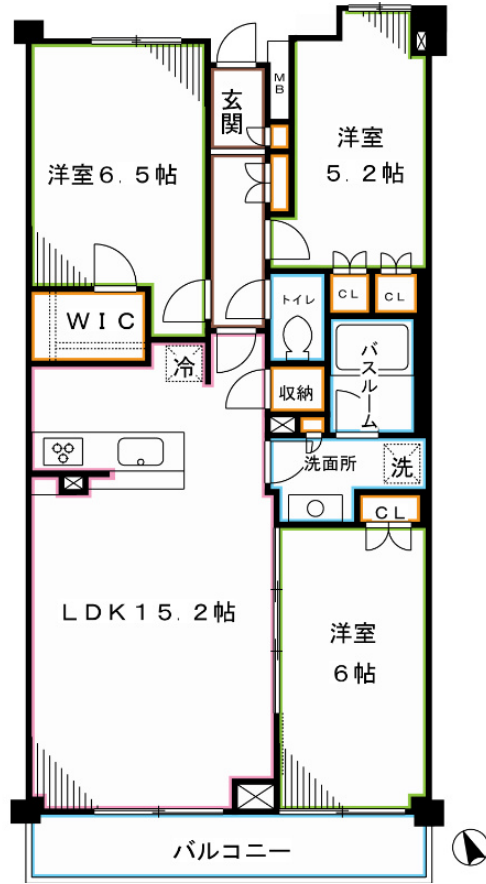 玄関
MB
洋室
5.2帖
洋室6.5帖
トイレ
CL
CL
WIC
冷
収納
バスルーム
洗面所
洗
CL
LDK15.2帖
洋室
6帖
バルコニー